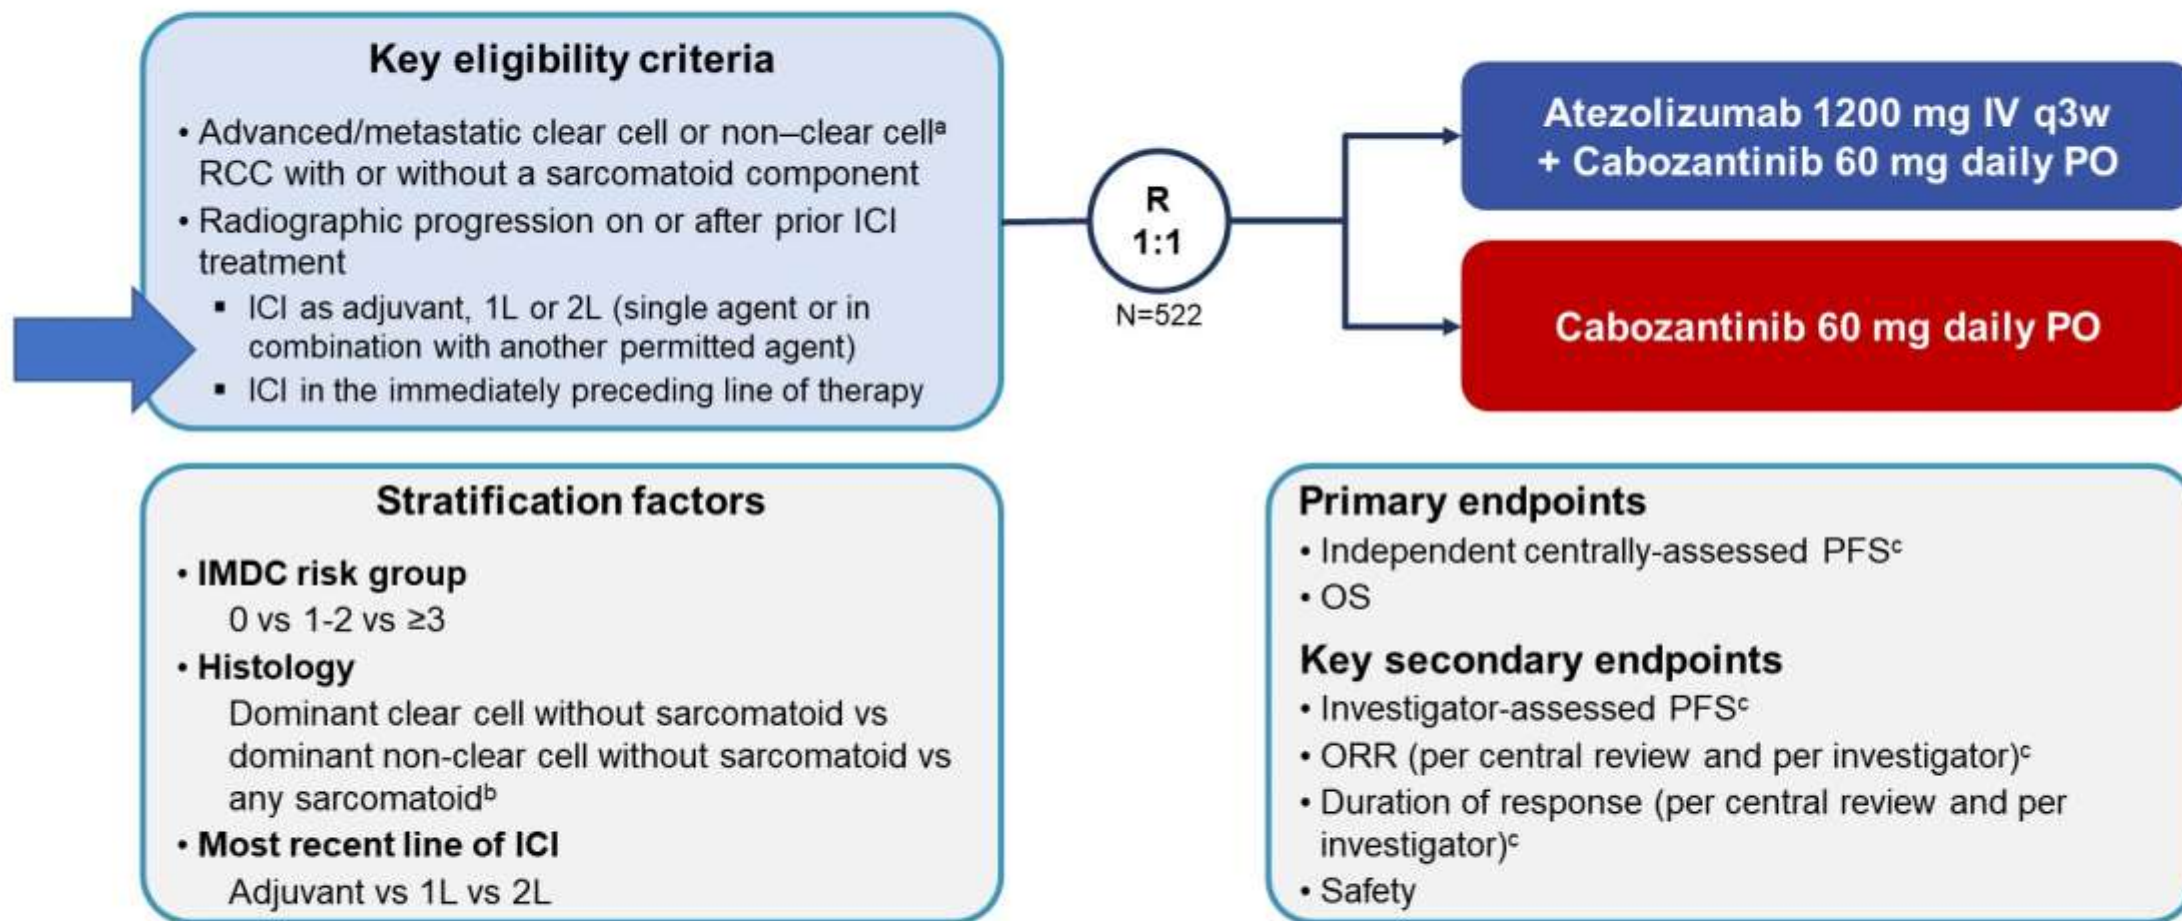 Key eligibility criteria
• Advanced/metastatic clear cell or non–clear cellᵃ
RCC with or without a sarcomatoid component
• Radiographic progression on or after prior ICI
treatment
▪ ICI as adjuvant, 1L or 2L (single agent or in
combination with another permitted agent)
▪ ICI in the immediately preceding line of therapy
R
1:1
N=522
Atezolizumab 1200 mg IV q3w
+ Cabozantinib 60 mg daily PO
Cabozantinib 60 mg daily PO
Stratification factors
• IMDC risk group
0 vs 1-2 vs ≥3
• Histology
Dominant clear cell without sarcomatoid vs
dominant non-clear cell without sarcomatoid vs
any sarcomatoidᵇ
• Most recent line of ICI
Adjuvant vs 1L vs 2L
Primary endpoints
• Independent centrally-assessed PFSᶜ
• OS
Key secondary endpoints
• Investigator-assessed PFSᶜ
• ORR (per central review and per investigator)ᶜ
• Duration of response (per central review and per
investigator)ᶜ
• Safety